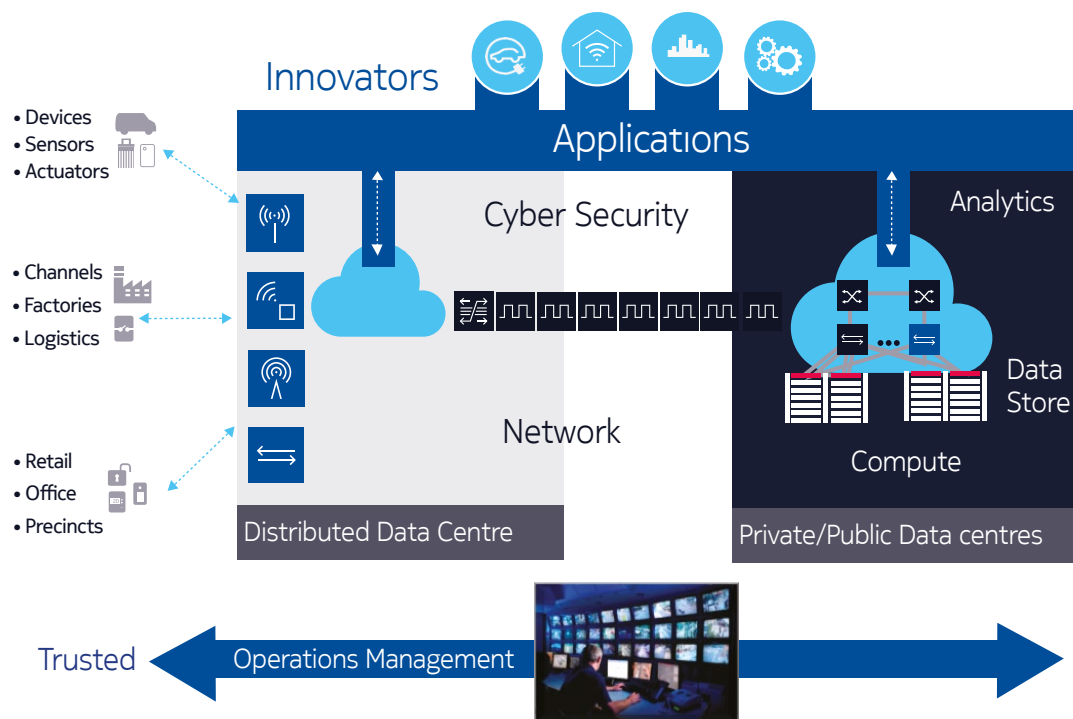 Innovators
Applications
• Devices
• Sensors
• Actuators
• Channels
• Factories
• Logistics
• Retail
• Office
• Precincts
Cyber Security
Network
Distributed Data Centre
Analytics
Data
Store
Compute
Private/Public Data centres
Trusted
Operations Management